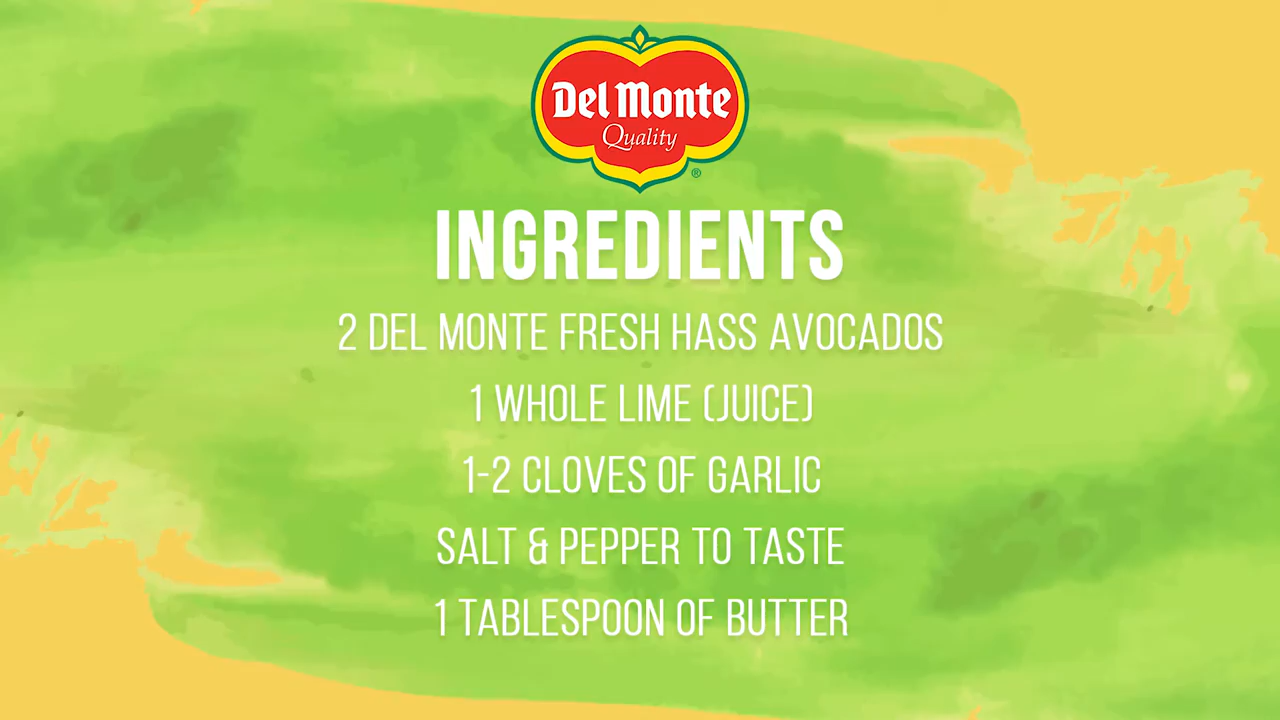 Del Monte
Quality
®
INGREDIENTS
2 DEL MONTE FRESH HASS AVOCADOS
1 WHOLE LIME (JUICE)
1-2 CLOVES OF GARLIC
SALT & PEPPER TO TASTE
1 TABLESPOON OF BUTTER